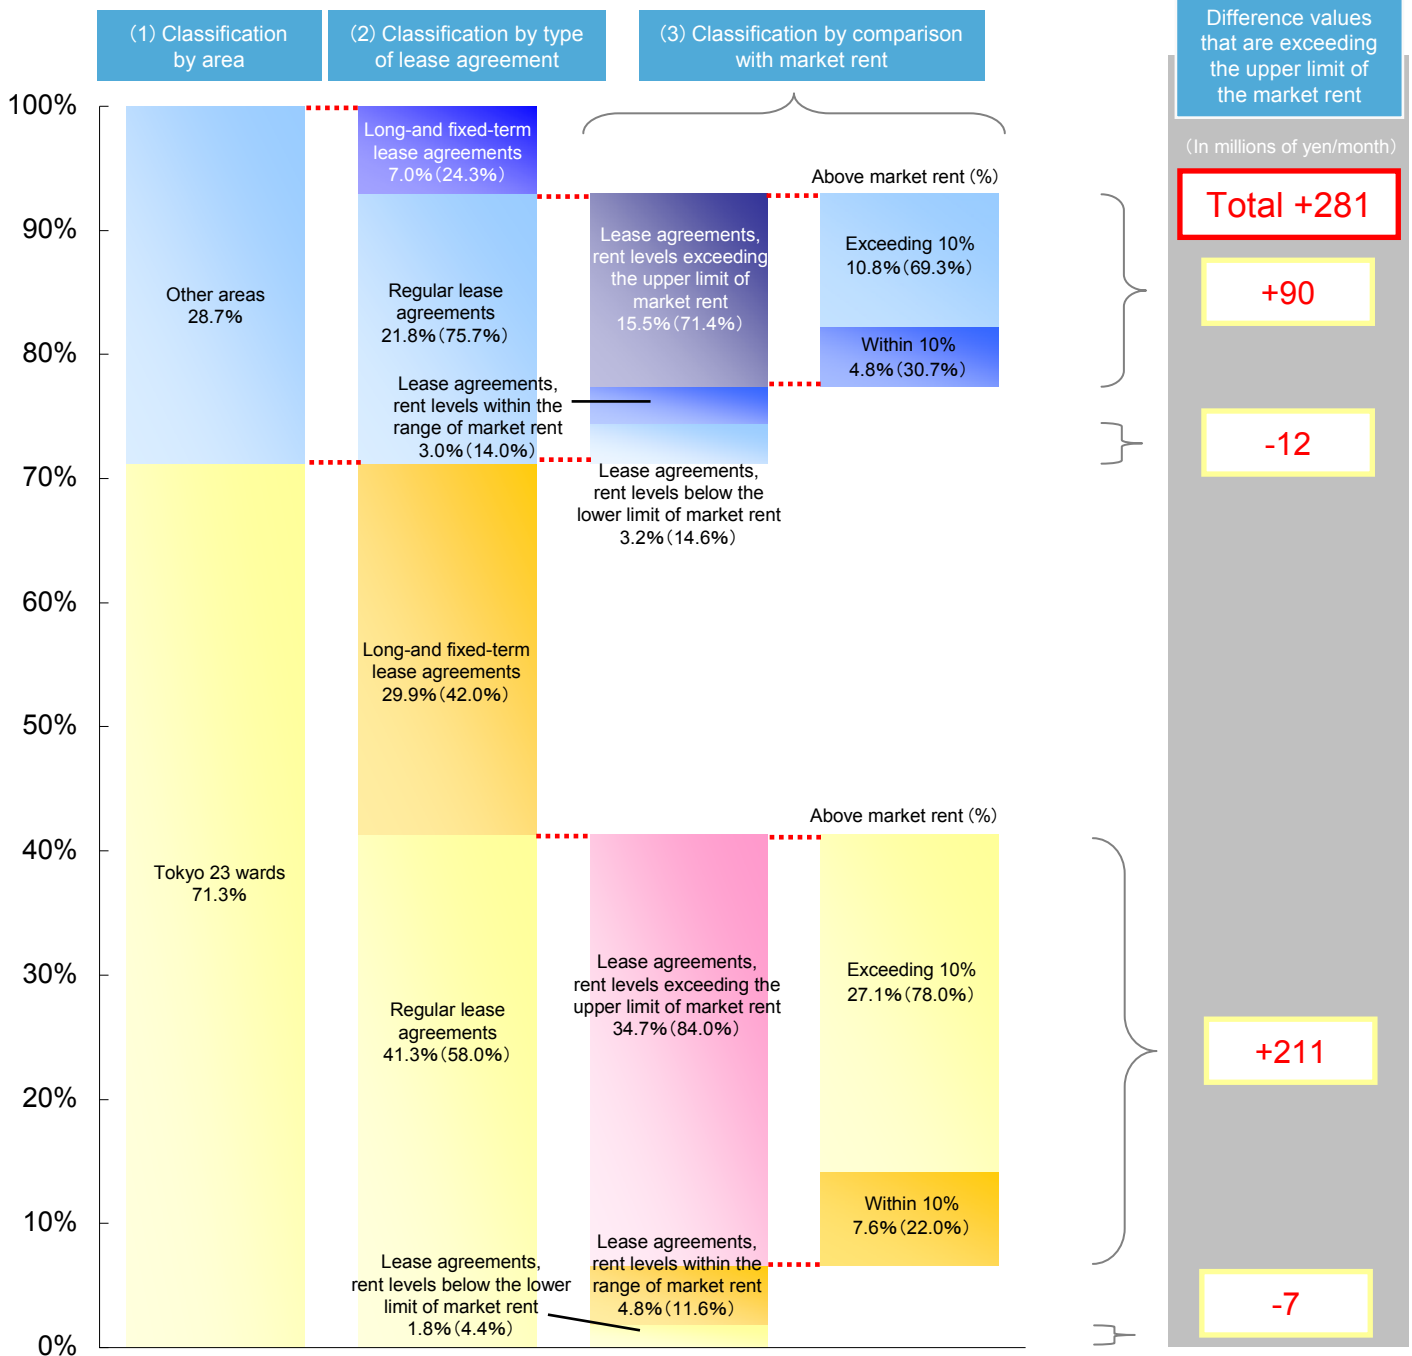 (1) Classification
by area
(2) Classification by type
of lease agreement
(3) Classification by comparison
with market rent
Difference values
that are exceeding
the upper limit of
the market rent
(In millions of yen/month)
Total +281
+90
-12
+211
-7
100%
90%
80%
70%
60%
50%
40%
30%
20%
10%
0%
Other areas
28.7%
Tokyo 23 wards
71.3%
Long-and fixed-term
lease agreements
7.0%(24.3%)
Regular lease
agreements
21.8%(75.7%)
Lease agreements,
rent levels within the
range of market rent
3.0%(14.0%)
Long-and fixed-term
lease agreements
29.9%(42.0%)
Regular lease
agreements
41.3%(58.0%)
Lease agreements,
rent levels below the lower
limit of market rent
1.8%(4.4%)
Lease agreements,
rent levels exceeding
the upper limit of
market rent
15.5%(71.4%)
Lease agreements,
rent levels below the
lower limit of market rent
3.2%(14.6%)
Lease agreements,
rent levels exceeding the
upper limit of market rent
34.7%(84.0%)
Lease agreements,
rent levels within the
range of market rent
4.8%(11.6%)
Above market rent (%)
Exceeding 10%
10.8%(69.3%)
Within 10%
4.8%(30.7%)
Above market rent (%)
Exceeding 10%
27.1%(78.0%)
Within 10%
7.6%(22.0%)